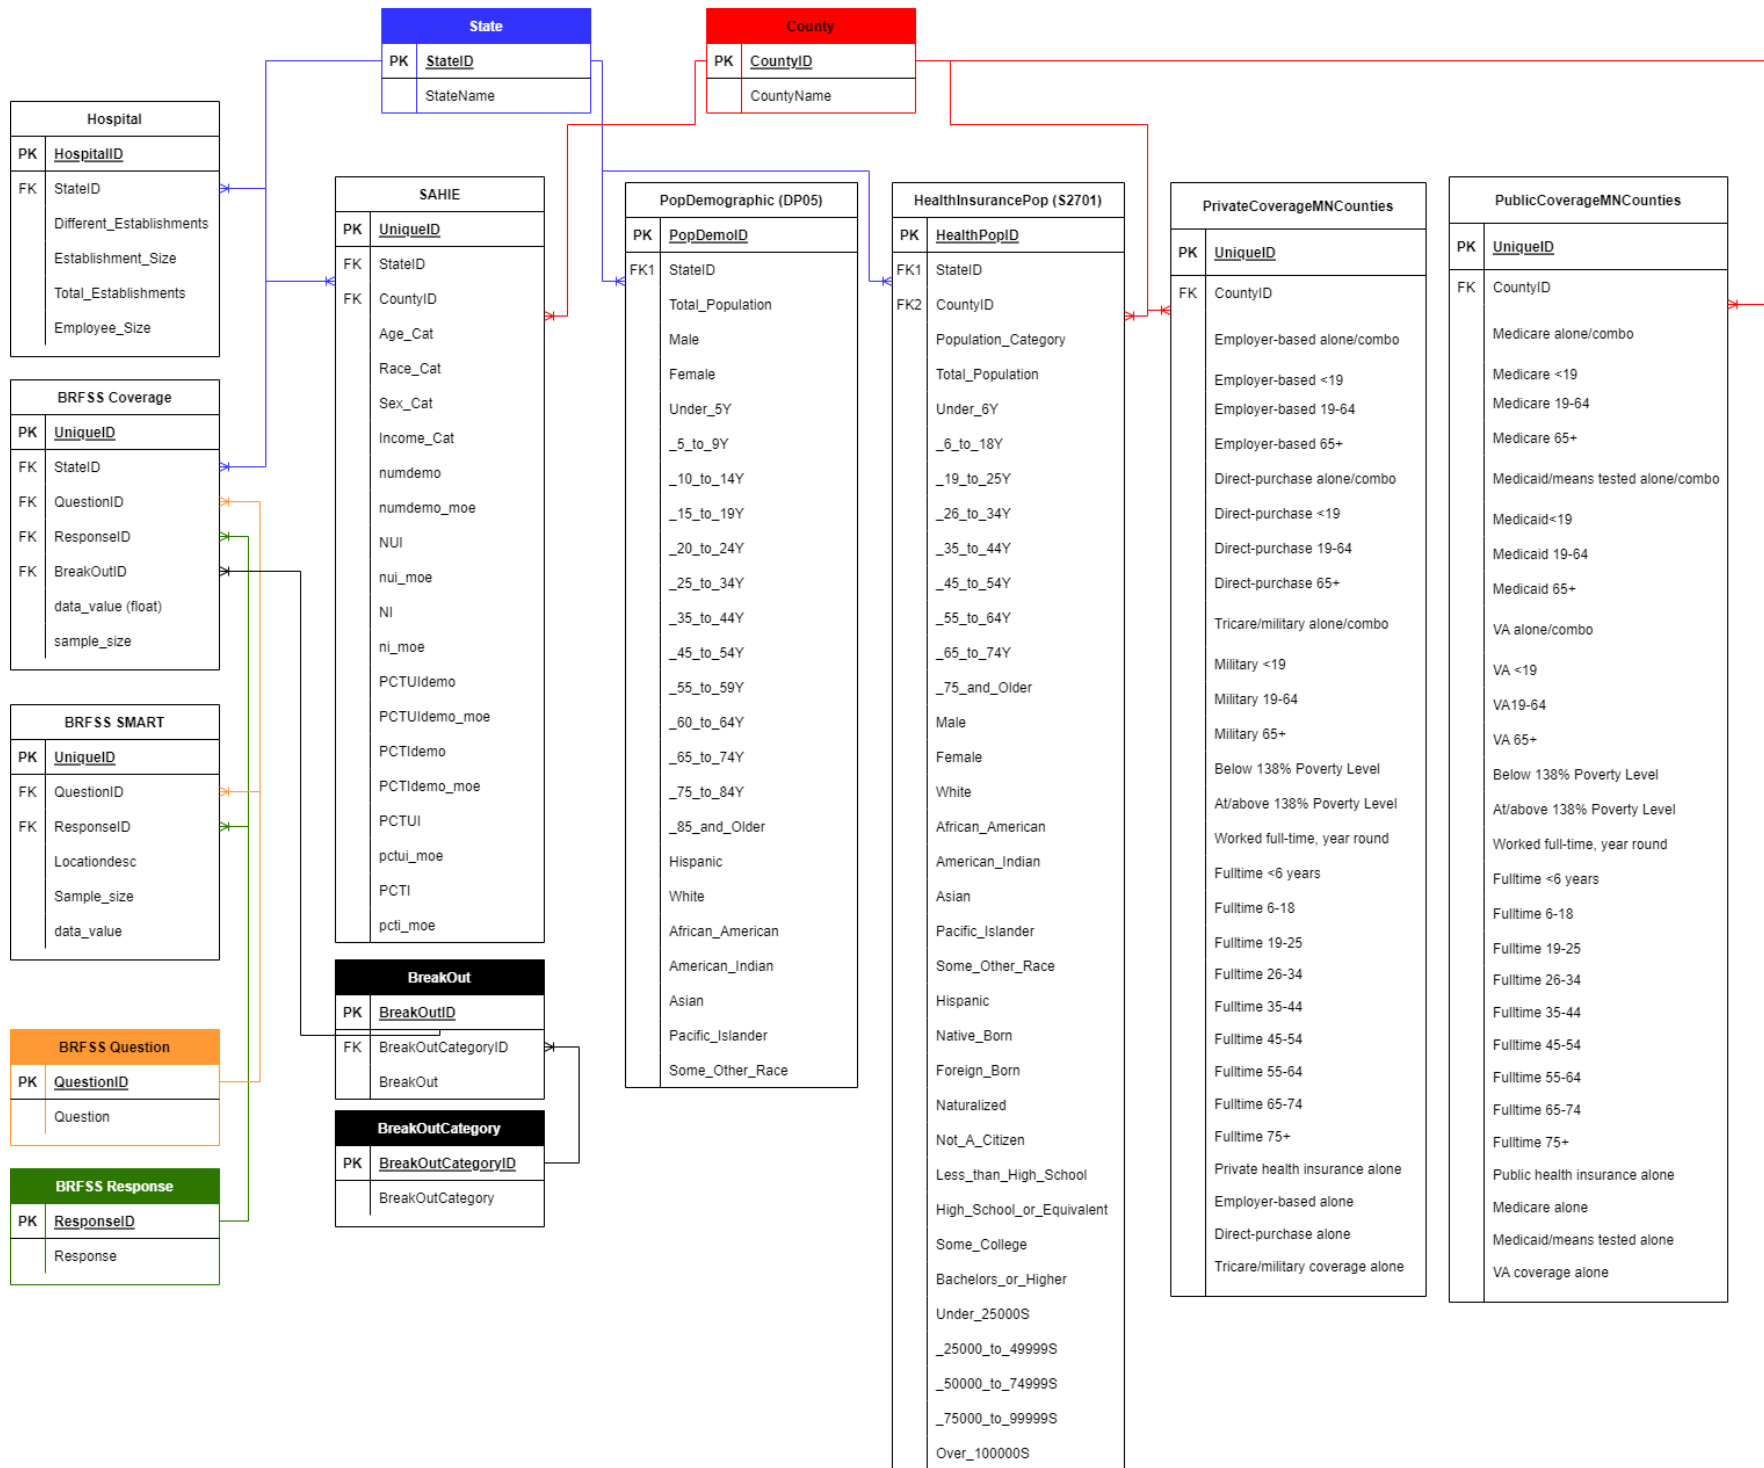 State
PK StateID
StateName
County
PK CountyID
CountyName
Hospital
PK HospitalID
FK StateID
Different_Establishments
Establishment_Size
Total_Establishments
Employee_Size
BRFSS Coverage
PK UniqueID
FK StateID
FK QuestionID
FK ResponseID
FK BreakOutID
data_value (float)
sample_size
BRFSS SMART
PK UniqueID
FK QuestionID
FK ResponseID
Locationdesc
Sample_size
data_value
BRFSS Question
PK QuestionID
Question
BRFSS Response
PK ResponseID
Response
SAHIE
PK UniqueID
FK StateID
FK CountyID
Age_Cat
Race_Cat
Sex_Cat
Income_Cat
numdemo
numdemo_moe
NUI
nui_moe
NI
ni_moe
PCTUIdemo
PCTUIdemo_moe
PCTIdemo
PCTIdemo_moe
PCTUI
pctui_moe
PCTI
pcti_moe
BreakOut
PK BreakOutID
FK BreakOutCategoryID
BreakOut
BreakOutCategory
PK BreakOutCategoryID
BreakOutCategory
PopDemographic (DP05)
PK PopDemoID
FK1 StateID
Total_Population
Male
Female
Under_5Y
_5_to_9Y
_10_to_14Y
_15_to_19Y
_20_to_24Y
_25_to_34Y
_35_to_44Y
_45_to_54Y
_55_to_59Y
_60_to_64Y
_65_to_74Y
_75_to_84Y
_85_and_Older
Hispanic
White
African_American
American_Indian
Asian
Pacific_Islander
Some_Other_Race
HealthInsurancePop (S2701)
PK HealthPopID
FK1 StateID
FK2 CountyID
Population_Category
Total_Population
Under_6Y
_6_to_18Y
_19_to_25Y
_26_to_34Y
_35_to_44Y
_45_to_54Y
_55_to_64Y
_65_to_74Y
_75_and_Older
Male
Female
White
African_American
American_Indian
Asian
Pacific_Islander
Some_Other_Race
Hispanic
Native_Born
Foreign_Born
Naturalized
Not_A_Citizen
Less_than_High_School
High_School_or_Equivalent
Some_College
Bachelors_or_Higher
Under_25000S
_25000_to_49999S
_50000_to_74999S
_75000_to_99999S
Over_100000S
PrivateCoverageMNCounties
PK UniqueID
FK CountyID
Employer-based alone/combo
Employer-based <19
Employer-based 19-64
Employer-based 65+
Direct-purchase alone/combo
Direct-purchase <19
Direct-purchase 19-64
Direct-purchase 65+
Tricare/military alone/combo
Military <19
Military 19-64
Military 65+
Below 138% Poverty Level
At/above 138% Poverty Level
Worked full-time, year round
Fulltime <6 years
Fulltime 6-18
Fulltime 19-25
Fulltime 26-34
Fulltime 35-44
Fulltime 45-54
Fulltime 55-64
Fulltime 65-74
Fulltime 75+
Private health insurance alone
Employer-based alone
Direct-purchase alone
Tricare/military coverage alone
PublicCoverageMNCounties
PK UniqueID
FK CountyID
Medicare alone/combo
Medicare <19
Medicare 19-64
Medicare 65+
Medicaid/means tested alone/combo
Medicaid<19
Medicaid 19-64
Medicaid 65+
VA alone/combo
VA <19
VA19-64
VA 65+
Below 138% Poverty Level
At/above 138% Poverty Level
Worked full-time, year round
Fulltime <6 years
Fulltime 6-18
Fulltime 19-25
Fulltime 26-34
Fulltime 35-44
Fulltime 45-54
Fulltime 55-64
Fulltime 65-74
Fulltime 75+
Public health insurance alone
Medicare alone
Medicaid/means tested alone
VA coverage alone